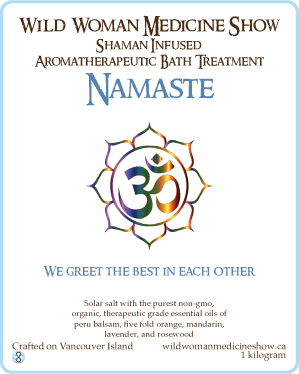 Wild Woman Medicine Show
Shaman Infused
Aromatherapeutic Bath Treatment
Namaste
ॐ
We greet the best in each other
Solar salt with the purest non-gmo,
organic, therapeutic grade essential oils of
peru balsam, five fold orange, mandarin,
lavender, and rosewood
Crafted on Vancouver Island wildwomanmedicineshow.ca
1 kilogram